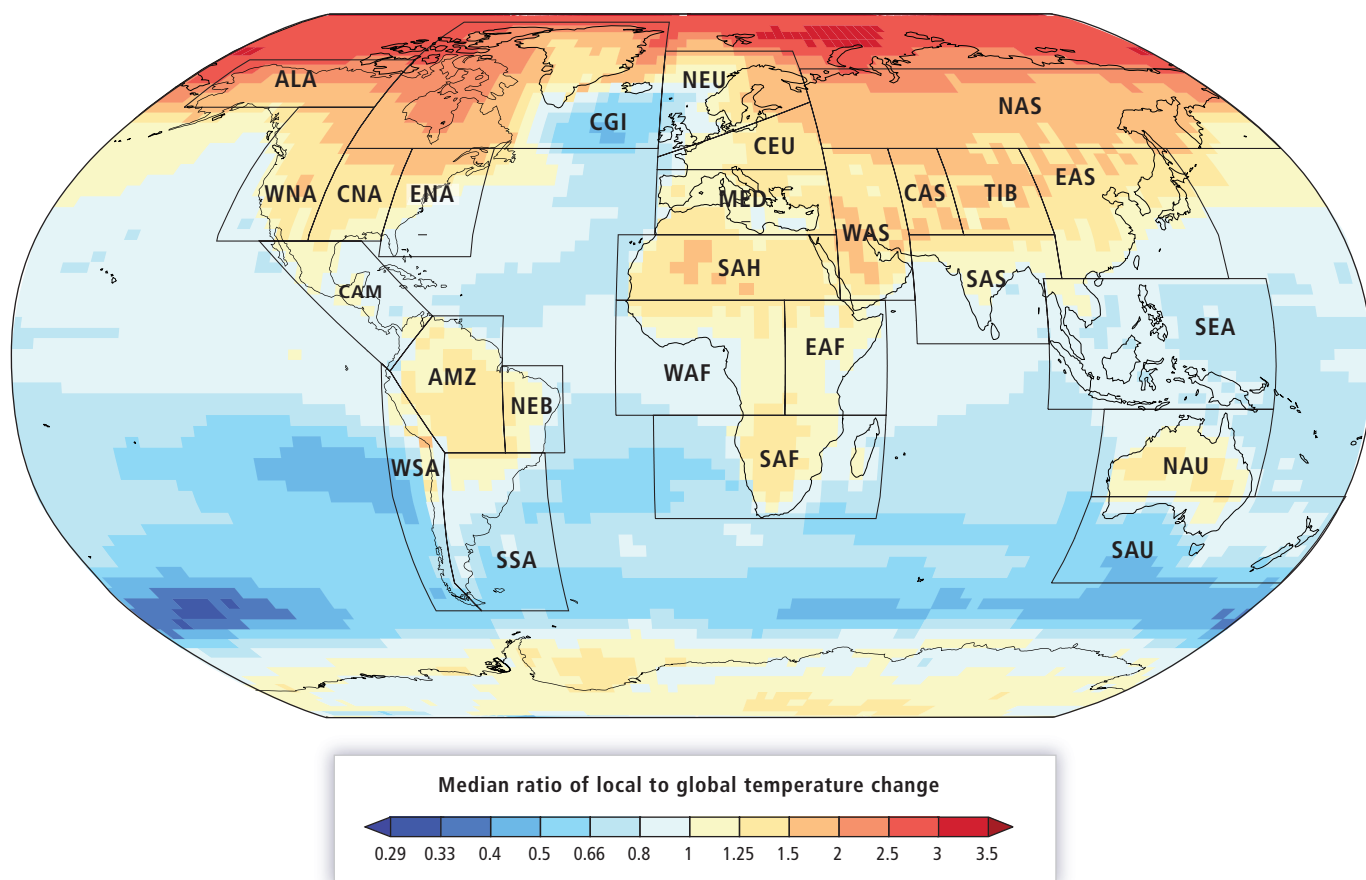 ALA
NEU
NAS
CGI
CEU
WNA
CNA
ENA
MED
WAS
CAS
TIB
EAS
SAH
SAS
CAM
SEA
EAF
WAF
AMZ
NEB
WSA
SAF
NAU
SSA
SAU
Median ratio of local to global temperature change
0.29 0.33 0.4 0.5 0.66 0.8 1 1.25 1.5 2 2.5 3 3.5